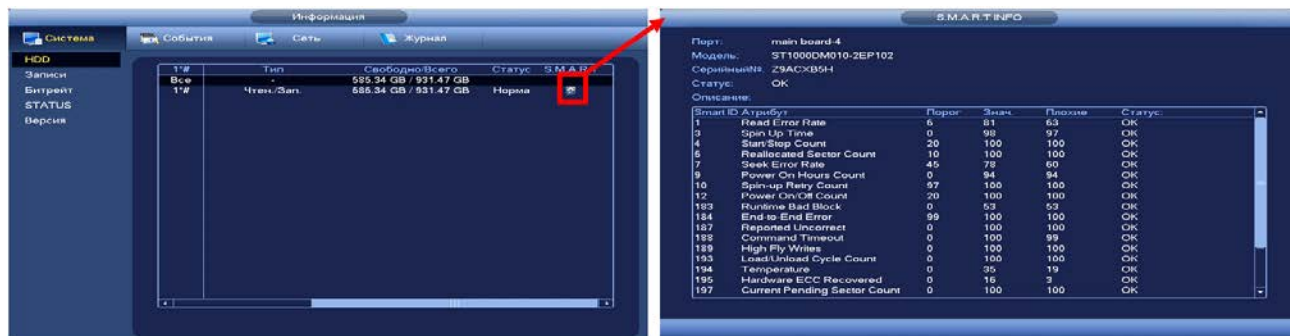 Информация
Система События Сеть Журнал
HDD
Записи
Битрейт
STATUS
Версия
1*# Тип Свободно/Всего Статус S.M.A.R.T
Все - 585.34 GB / 931.47 GB
1*# Чтен./Зап. 585.34 GB / 931.47 GB Норма
S.M.A.R.T INFO
Порт: main board-4
Модель: ST1000DM010-2EP102
Серийный№: Z9ACXB5H
Статус: OK
Описание:
Smart ID Атрибут Порог Знач. Плохие Статус:
1 Read Error Rate 6 81 63 OK
3 Spin Up Time 0 98 97 OK
4 Start/Stop Count 20 100 100 OK
5 Reallocated Sector Count 10 100 100 OK
7 Seek Error Rate 45 78 60 OK
9 Power On Hours Count 0 94 94 OK
10 Spin-up Retry Count 97 100 100 OK
12 Power On/Off Count 20 100 100 OK
183 Runtime Bad Block 0 53 53 OK
184 End-to-End Error 99 100 100 OK
187 Reported Uncorrect 0 100 100 OK
188 Command Timeout 0 100 99 OK
189 High Fly Writes 0 100 100 OK
193 Load/Unload Cycle Count 0 100 100 OK
194 Temperature 0 35 19 OK
195 Hardware ECC Recovered 0 16 3 OK
197 Current Pending Sector Count 0 100 100 OK